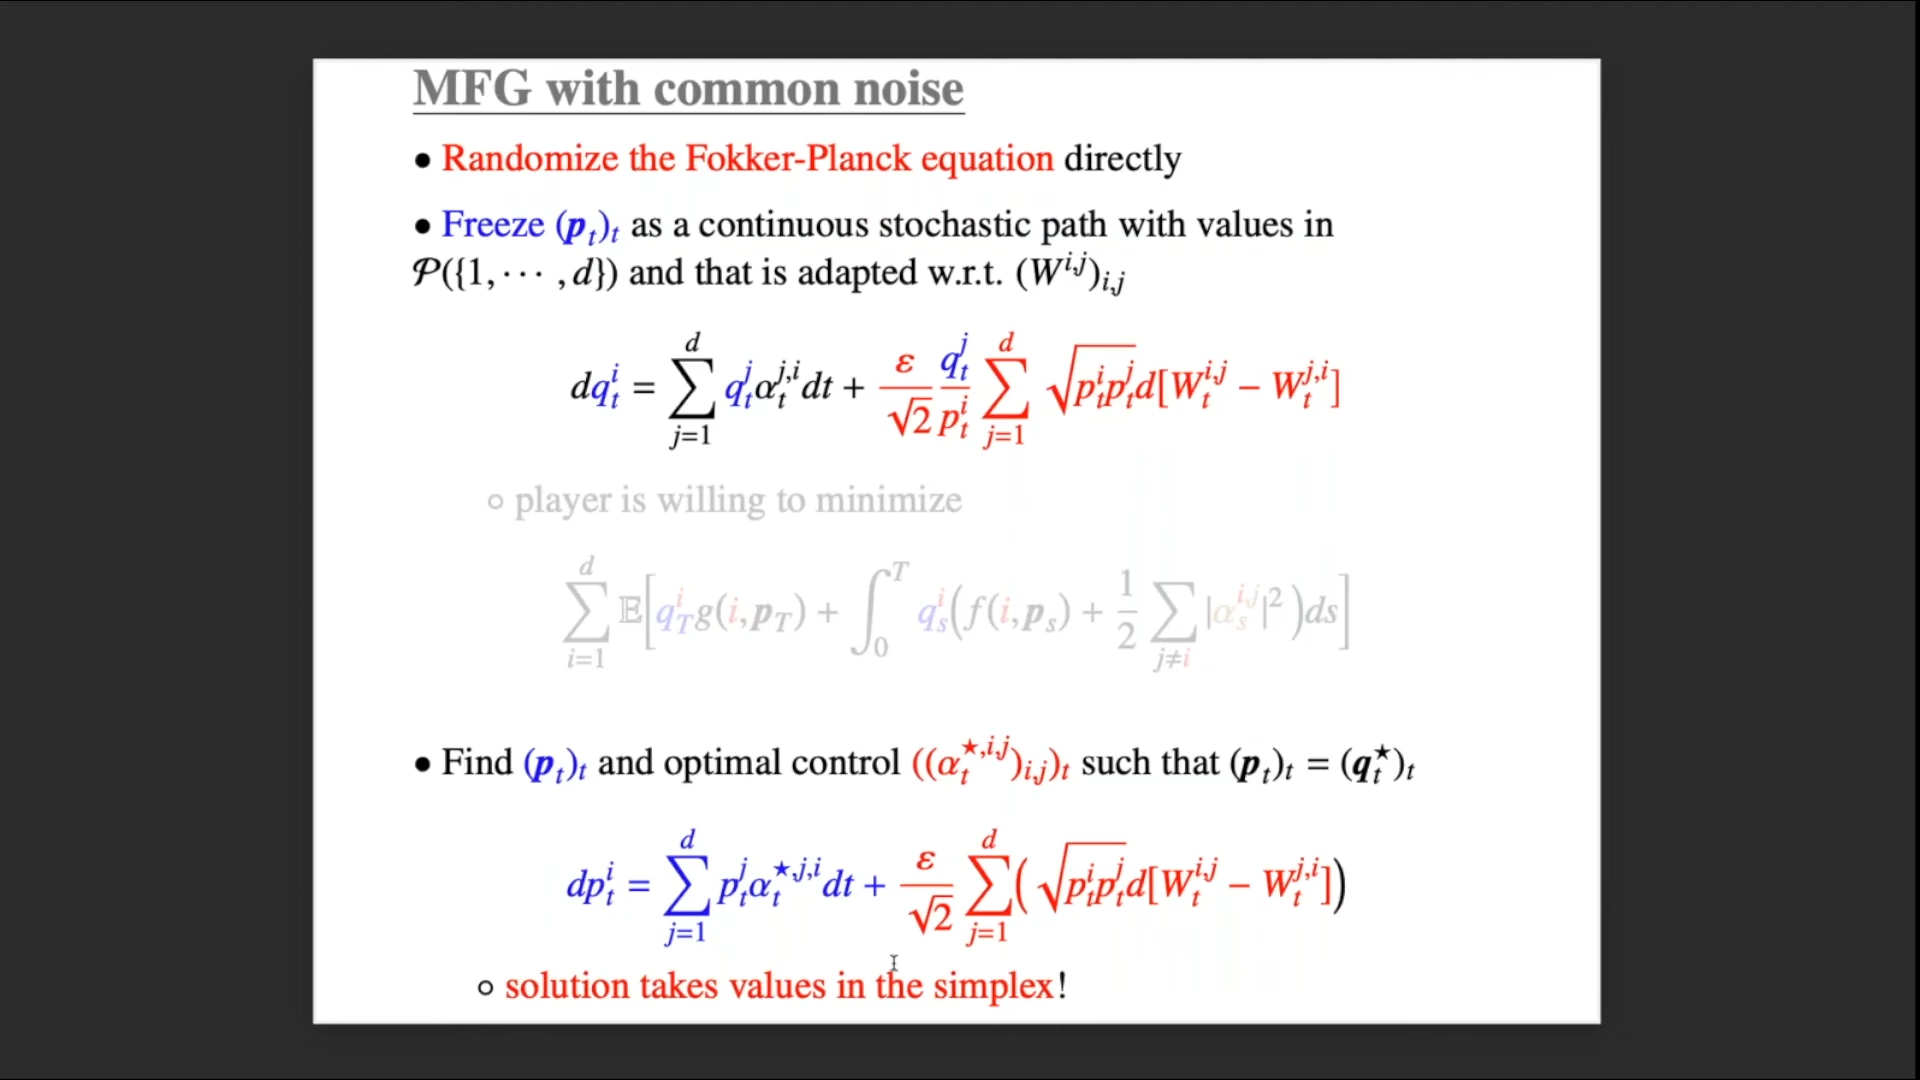 MFG with common noise
• Randomize the Fokker-Planck equation directly
• Freeze (p_t)_t as a continuous stochastic path with values in
𝒫({1, ⋯ , d}) and that is adapted w.r.t. (W^{i,j})_{i,j}
dq_t^i = ∑_{j=1}^d q_t^j α_t^{j,i} dt + \frac{ε}{√2} \frac{q_t^j}{p_t^i} ∑_{j=1}^d √{p_t^i p_t^j} d[W_t^{i,j} − W_t^{j,i}]
∘ player is willing to minimize
∑_{i=1}^d 𝔼[q_T^i g(i, p_T) + ∫_0^T q_s^i (f(i, p_s) + \frac{1}{2} ∑_{j≠i} |α_s^{i,j}|^2) ds]
• Find (p_t)_t and optimal control ((α_t^{★,i,j})_{i,j})_t such that (p_t)_t = (q_t^★)_t
dp_t^i = ∑_{j=1}^d p_t^j α_t^{★,j,i} dt + \frac{ε}{√2} ∑_{j=1}^d (√{p_t^i p_t^j} d[W_t^{i,j} − W_t^{j,i}])
∘ solution takes values in the simplex!